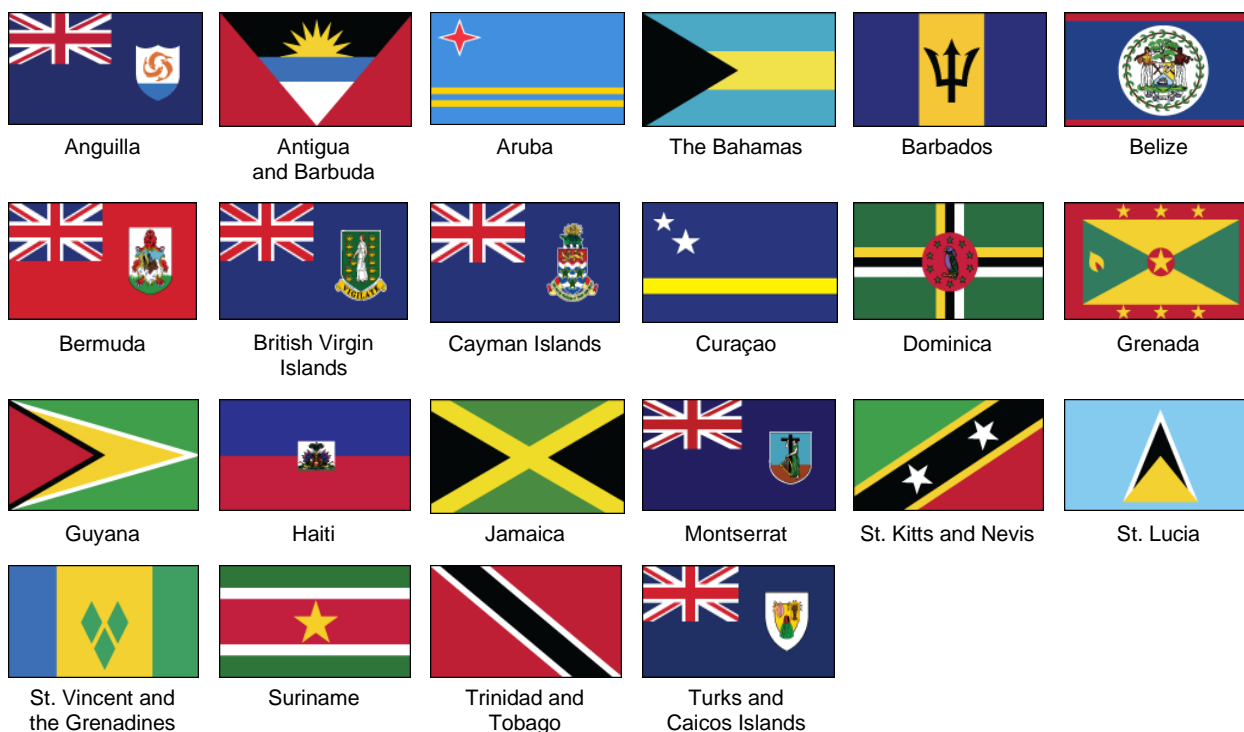 Anguilla
Antigua
and Barbuda
Aruba
The Bahamas
Barbados
Belize
VIGILATE
Bermuda
British Virgin
Islands
Cayman Islands
Curaçao
Dominica
Grenada
Guyana
Haiti
Jamaica
Montserrat
St. Kitts and Nevis
St. Lucia
St. Vincent and
the Grenadines
Suriname
Trinidad and
Tobago
Turks and
Caicos Islands